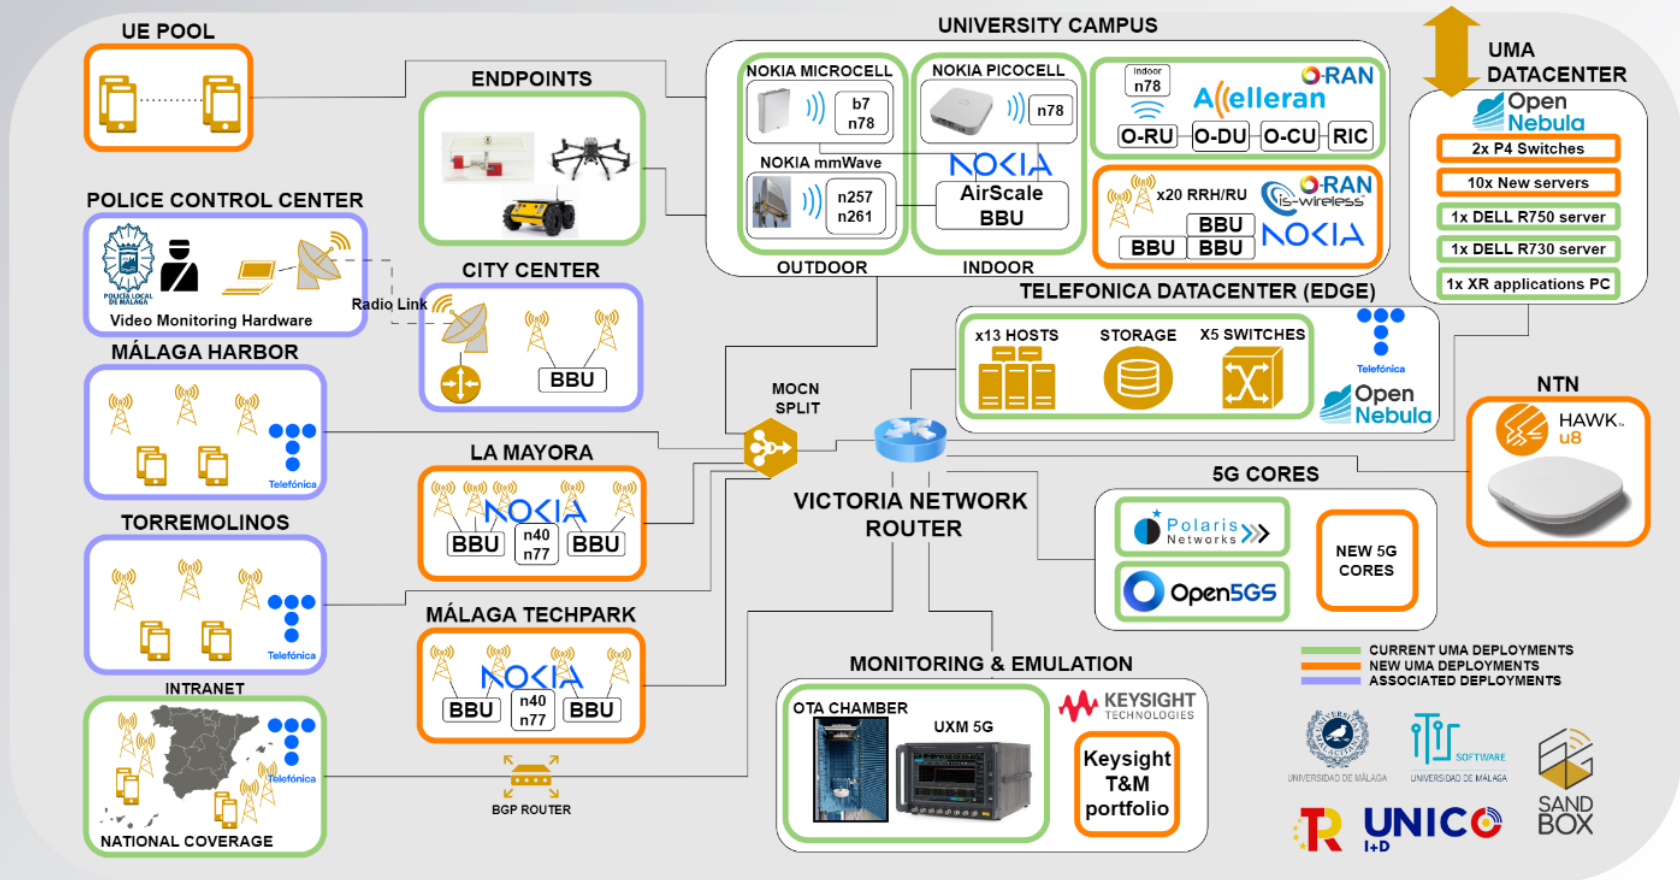 UE POOL
ENDPOINTS
POLICE CONTROL CENTER
POLICÍA LOCAL
DE MÁLAGA
Video Monitoring Hardware
Radio Link
CITY CENTER
BBU
MÁLAGA HARBOR
Telefónica
LA MAYORA
NOKIA
BBU
n40
n77
BBU
TORREMOLINOS
Telefónica
MÁLAGA TECHPARK
NOKIA
BBU
n40
n77
BBU
INTRANET
Telefónica
NATIONAL COVERAGE
BGP ROUTER
UNIVERSITY CAMPUS
NOKIA MICROCELL
b7
n78
NOKIA mmWave
n257
n261
OUTDOOR
NOKIA PICOCELL
n78
NOKIA
AirScale
BBU
INDOOR
Indoor
n78
O-RAN
Accelleran
O-RU
O-DU
O-CU
RIC
x20 RRH/RU
O-RAN
is-wireless
BBU
BBU
BBU
NOKIA
UMA
DATACENTER
Open
Nebula
2x P4 Switches
10x New servers
1x DELL R750 server
1x DELL R730 server
1x XR applications PC
TELEFONICA DATACENTER (EDGE)
x13 HOSTS
STORAGE
X5 SWITCHES
Telefónica
Open
Nebula
MOCN
SPLIT
VICTORIA NETWORK
ROUTER
NTN
HAWK™
u8
5G CORES
Polaris
Networks
Open5GS
NEW 5G
CORES
MONITORING & EMULATION
OTA CHAMBER
UXM 5G
KEYSIGHT
TECHNOLOGIES
Keysight
T&M
portfolio
CURRENT UMA DEPLOYMENTS
NEW UMA DEPLOYMENTS
ASSOCIATED DEPLOYMENTS
UNIVERSIDAD DE MÁLAGA
ITIS
SOFTWARE
UNIVERSIDAD DE MÁLAGA
6G
SAND
BOX
TR
UNICO
I+D